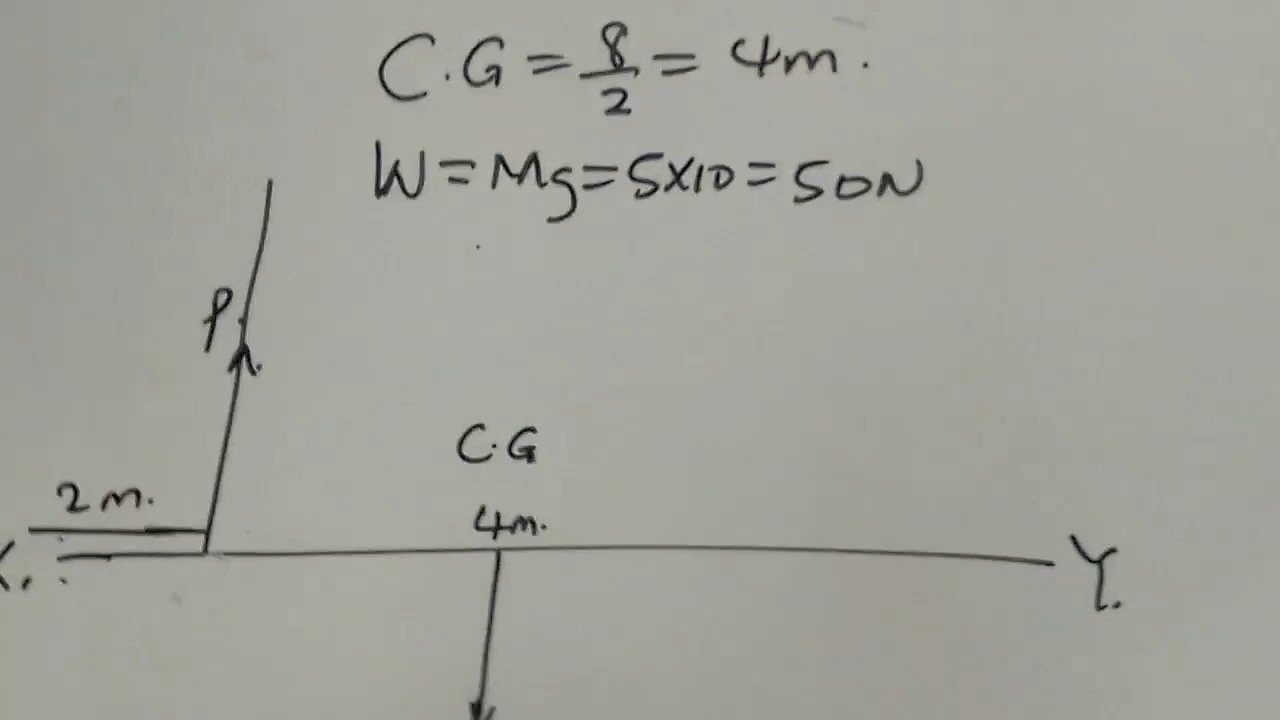 C.G = 8/2 = 4m.
W = Mg = 5x10 = 50N
P
C.G
2m.
4m.
X.
Y.